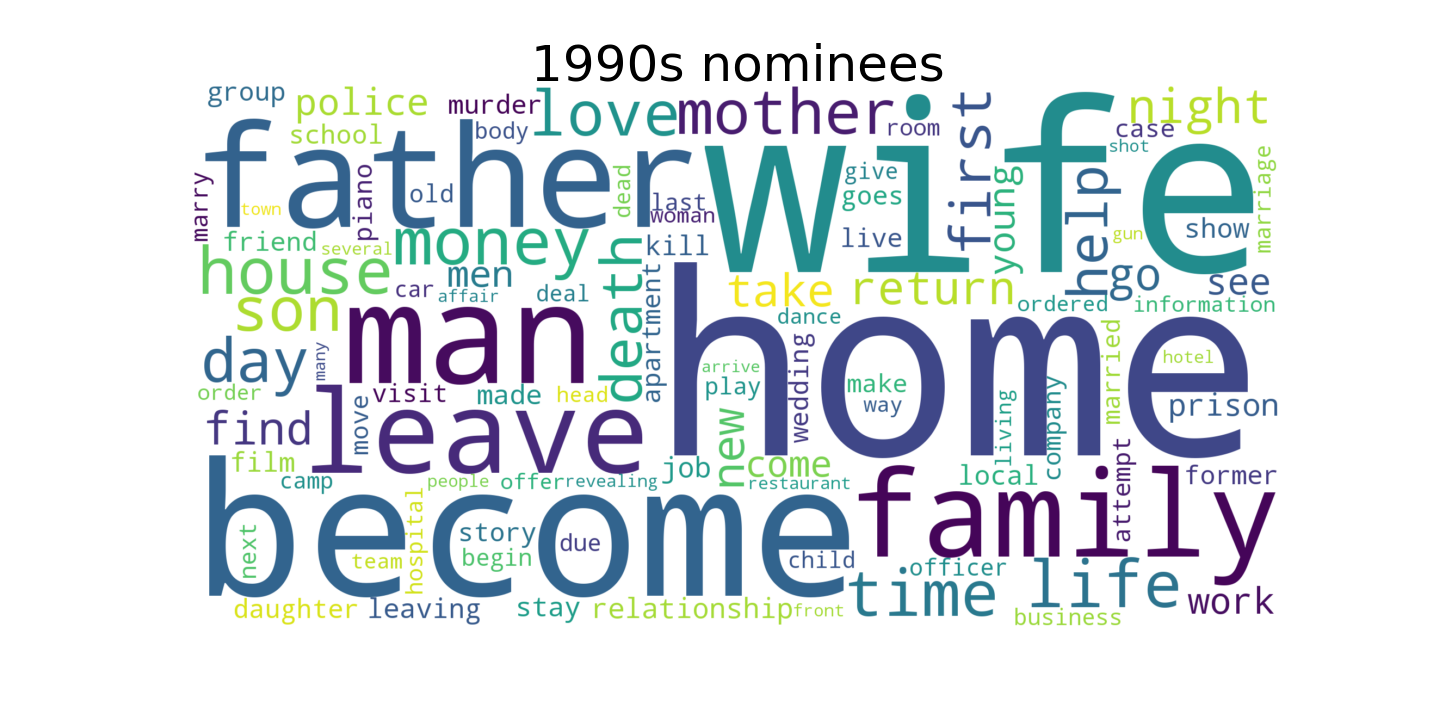 1990s nominees
group
police
murder
love
mother
wife
first
night
school
body
room
case
shot
father
old
piano
dead
last
woman
give
goes
young
help
marriage
marry
town
friend
several
money
kill
live
gun
show
house
men
death
apartment
take
return
go
see
car
affair
deal
ordered
information
son
man
dance
home
day
many
wedding
married
hotel
arrive
play
make
way
order
visit
made
head
prison
find
move
leave
new
living
company
film
camp
people
offer
revealing
job
come
restaurant
local
attempt
former
become
family
next
hospital
story
due
team
begin
child
officer
time
life
work
daughter
leaving
stay
relationship
front
business